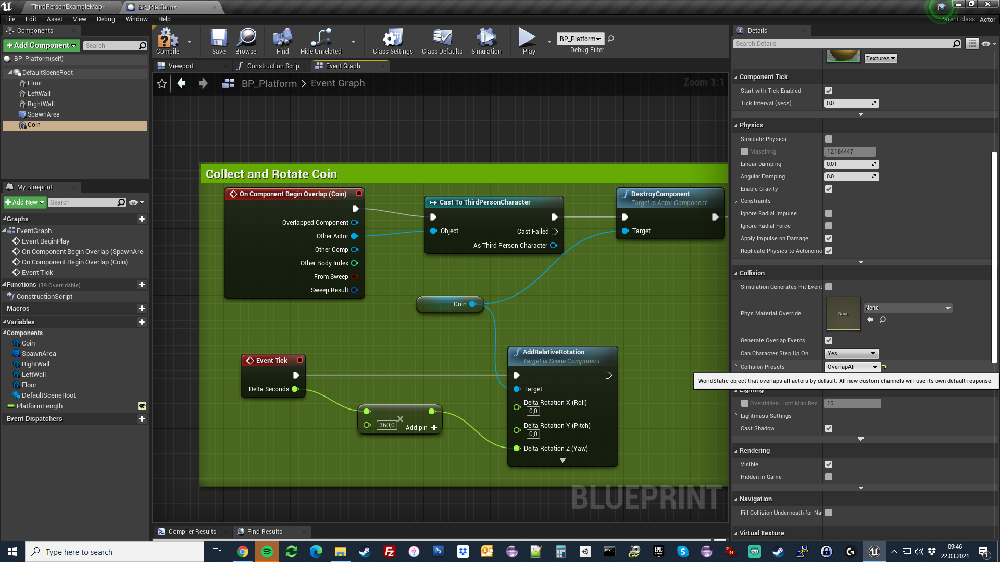 ThirdPersonExampleMap*
BP_Platform*
File Edit Asset View Debug Window Help
Parent class: Actor
Components
+Add Component
Search
BP_Platform(self)
DefaultSceneRoot
Floor
LeftWall
RightWall
SpawnArea
Coin
My Blueprint
+Add New
Search
Graphs
EventGraph
Event BeginPlay
On Component Begin Overlap (SpawnAre
On Component Begin Overlap (Coin)
Event Tick
Functions (19 Overridable)
ConstructionScript
Macros
Variables
Components
Coin
SpawnArea
RightWall
LeftWall
Floor
DefaultSceneRoot
PlatformLength
Event Dispatchers
Compile
Save
Browse
Find
Hide Unrelated
Class Settings
Class Defaults
Simulation
Play
BP_Platform
Debug Filter
Viewport
Construction Scrip
Event Graph
BP_Platform > Event Graph
Zoom 1:1
Collect and Rotate Coin
On Component Begin Overlap (Coin)
Overlapped Component
Other Actor
Other Comp
Other Body Index
From Sweep
Sweep Result
Cast To ThirdPersonCharacter
Object
Cast Failed
As Third Person Character
DestroyComponent
Target is Actor Component
Target
Coin
Event Tick
Delta Seconds
360,0
Add pin +
AddRelativeRotation
Target is Scene Component
Target
Delta Rotation X (Roll)
0,0
Delta Rotation Y (Pitch)
0,0
Delta Rotation Z (Yaw)
BLUEPRINT
Compiler Results
Find Results
Details
Search Details
Textures
Component Tick
Start with Tick Enabled
Tick Interval (secs) 0,0
Physics
Simulate Physics
MassInKg 12,184447
Linear Damping 0,01
Angular Damping 0,0
Enable Gravity
Constraints
Ignore Radial Impulse
Ignore Radial Force
Apply Impulse on Damage
Replicate Physics to Autonomo
Collision
Simulation Generates Hit Event
Phys Material Override None None
Generate Overlap Events
Can Character Step Up On Yes
Collision Presets OverlapAll
WorldStatic object that overlaps all actors by default. All new custom channels will use its own default response.
Lighting
Overridden Light Map Res 16
Lightmass Settings
Cast Shadow
Rendering
Visible
Hidden in Game
Navigation
Fill Collision Underneath for Nav
Virtual Texture
Type here to search
Ps
EPIC GAMES
64
09:46
22.03.2021
1